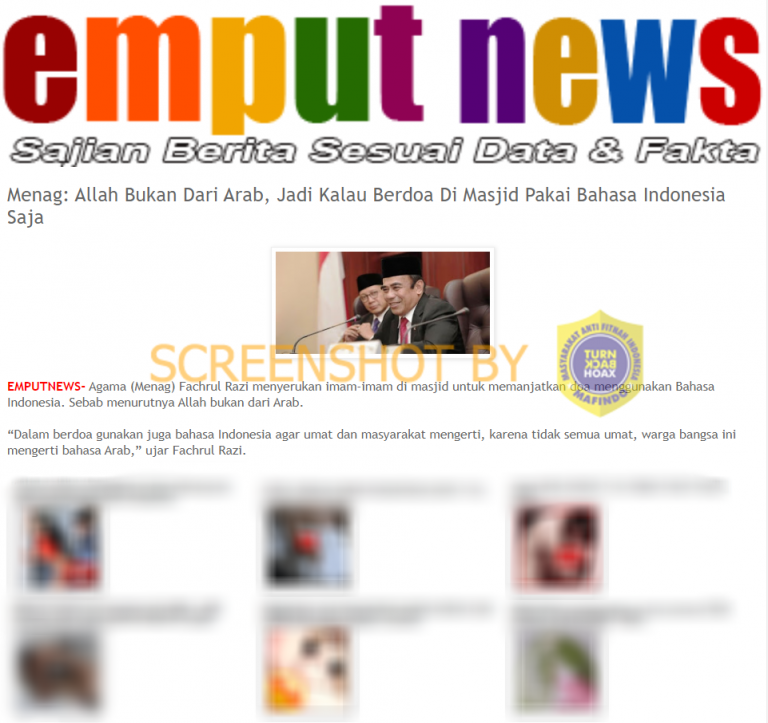 emput news
Sajian Berita Sesuai Data & Fakta
Menag: Allah Bukan Dari Arab, Jadi Kalau Berdoa Di Masjid Pakai Bahasa Indonesia
Saja
SCREENSHOT BY
MASYARAKAT ANTI FITNAH INDONESIA
TURN
BACK
HOAX
MAFINDO
EMPUTNEWS- Agama (Menag) Fachrul Razi menyerukan imam-imam di masjid untuk memanjatkan doa menggunakan Bahasa
Indonesia. Sebab menurutnya Allah bukan dari Arab.
“Dalam berdoa gunakan juga bahasa Indonesia agar umat dan masyarakat mengerti, karena tidak semua umat, warga bangsa ini
mengerti bahasa Arab,” ujar Fachrul Razi.